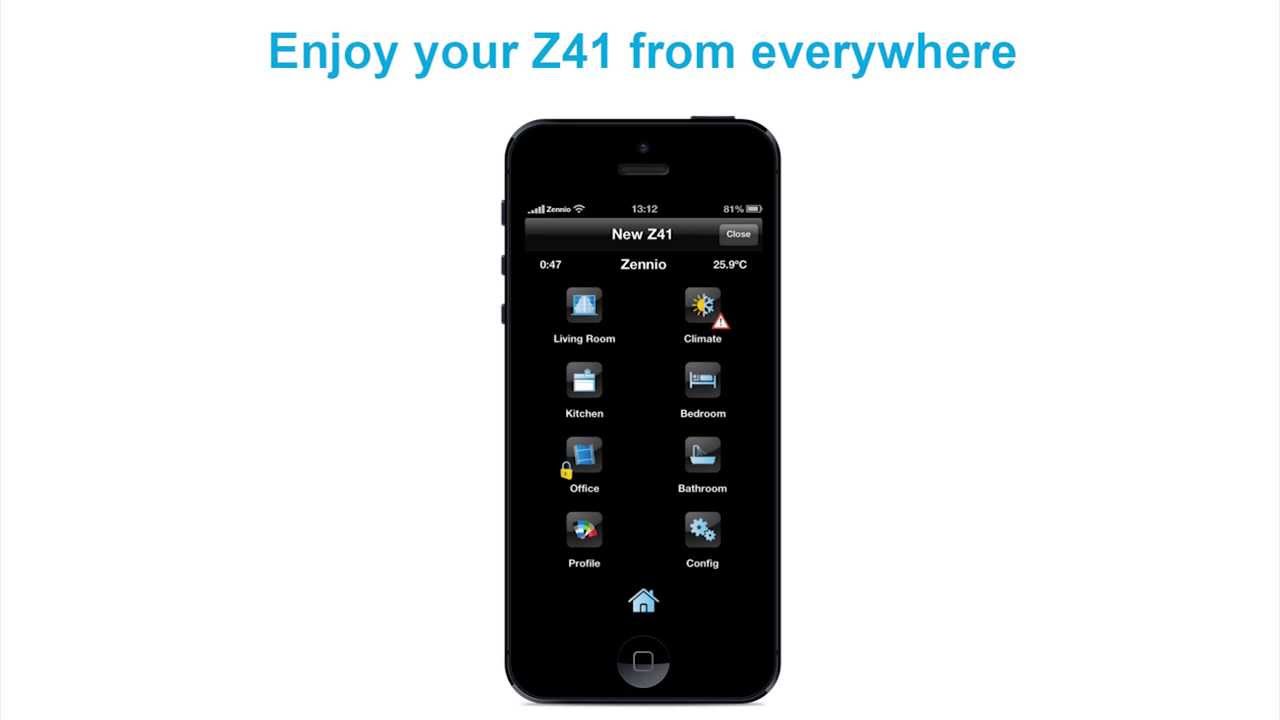 Enjoy your Z41 from everywhere
Zennio 13:12 81%
New Z41 Close
0:47 Zennio 25.9°C
Living Room Climate
Kitchen Bedroom
Office Bathroom
Profile Config